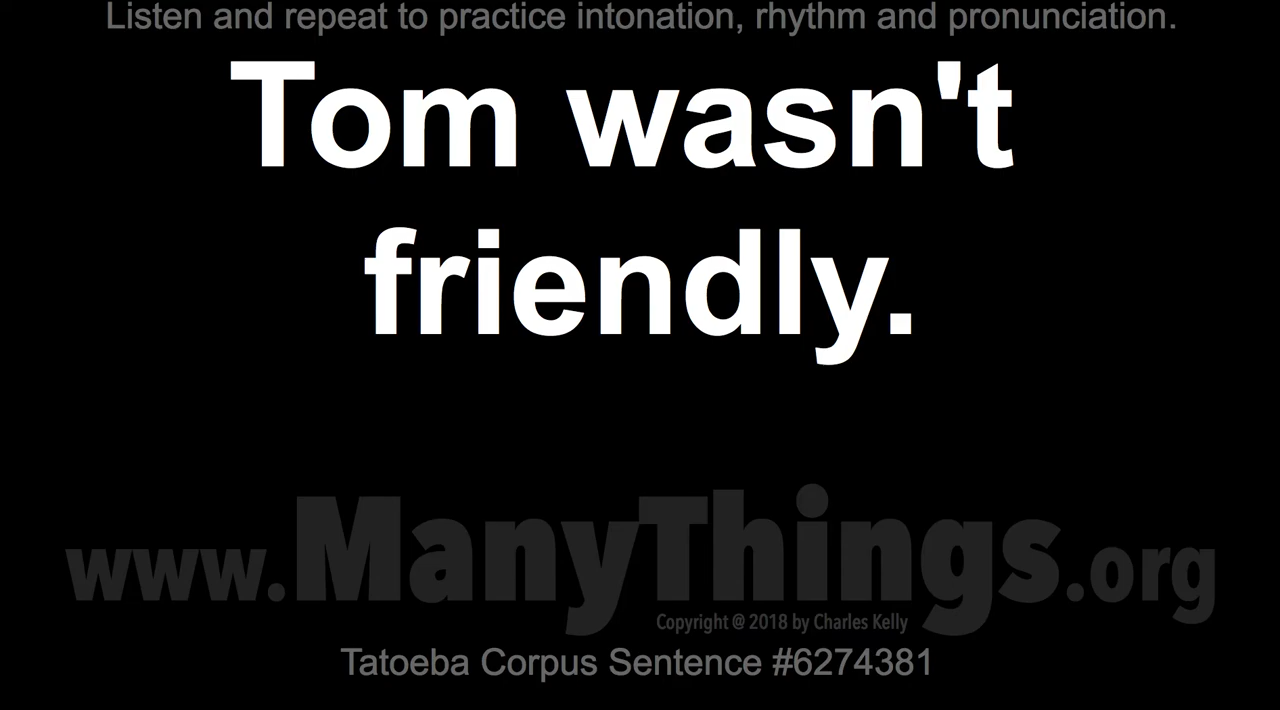 Listen and repeat to practice intonation, rhythm and pronunciation.
Tom wasn't
friendly.
www.ManyThings.org
Copyright @ 2018 by Charles Kelly
Tatoeba Corpus Sentence #6274381